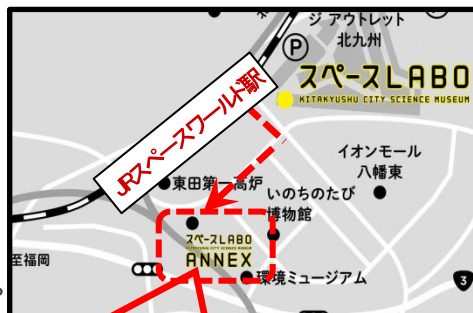 ジ アウトレット
北九州
P
スペースLABO
KITAKYUSHU CITY SCIENCE MUSEUM
JRスペースワールド駅
イオンモール
八幡東
東田第一高炉
いのちのたび
博物館
スペースLABO
KITAKYUSHU CITY SCIENCE MUSEUM
ANNEX
至福岡
環境ミュージアム
3